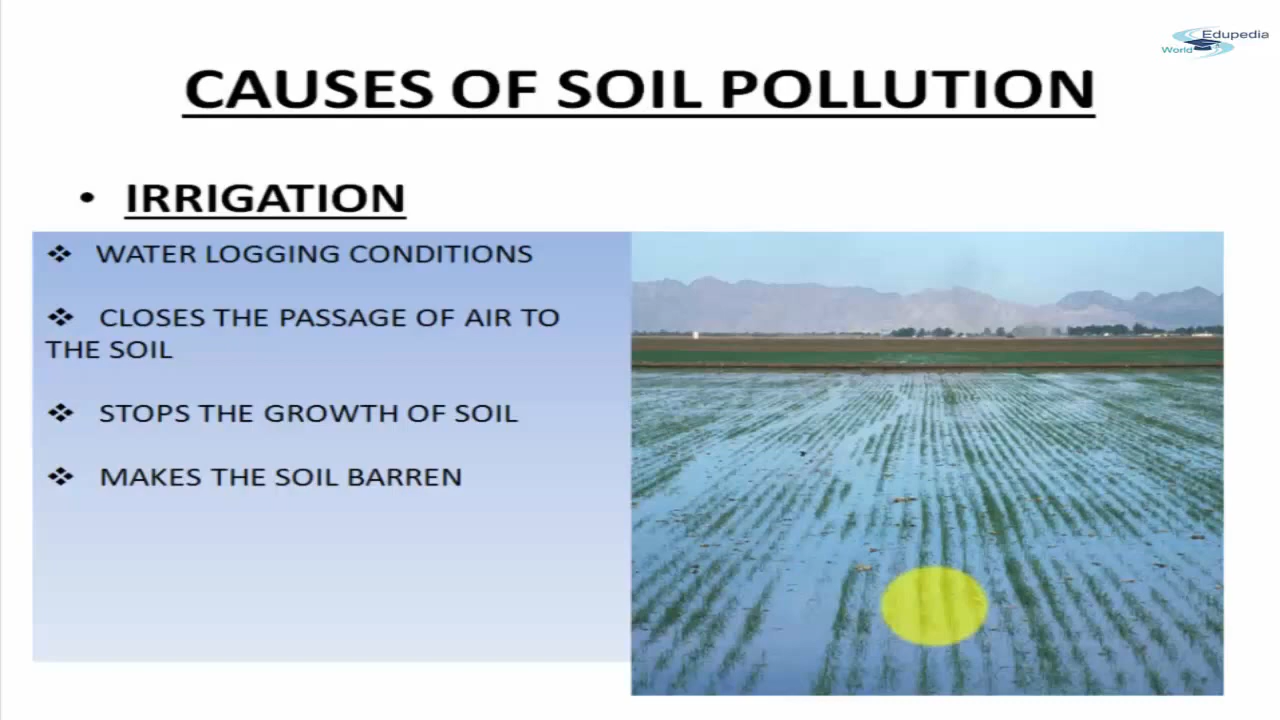 Edupedia
World
CAUSES OF SOIL POLLUTION
• IRRIGATION
❖ WATER LOGGING CONDITIONS
❖ CLOSES THE PASSAGE OF AIR TO
THE SOIL
❖ STOPS THE GROWTH OF SOIL
❖ MAKES THE SOIL BARREN